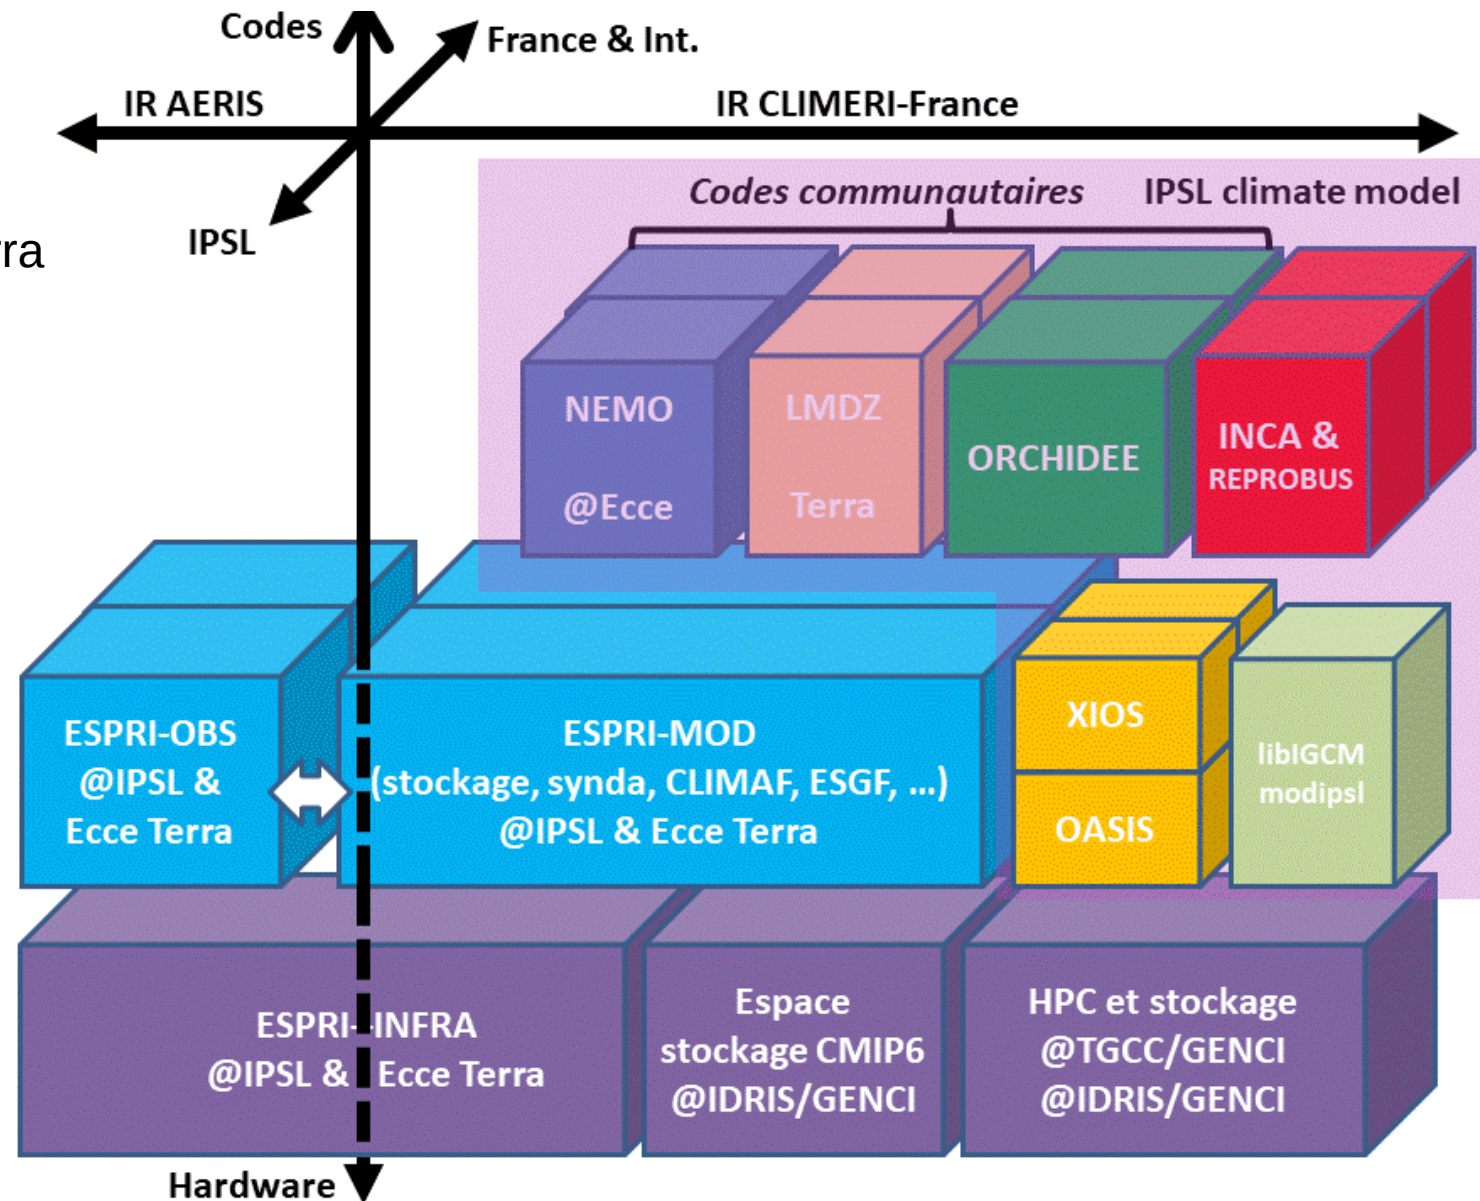 Codes
France & Int.
IR AERIS
IR CLIMERI-France
Codes communautaires
IPSL climate model
IPSL
rra
NEMO
@Ecce
LMDZ
Terra
ORCHIDEE
INCA &
REPROBUS
ESPRI-OBS
@IPSL &
Ecce Terra
ESPRI-MOD
(stockage, synda, CLIMAF, ESGF, ...)
@IPSL & Ecce Terra
XIOS
OASIS
libIGCM
modipsl
ESPRI-INFRA
@IPSL & Ecce Terra
Espace
stockage CMIP6
@IDRIS/GENCI
HPC et stockage
@TGCC/GENCI
@IDRIS/GENCI
Hardware